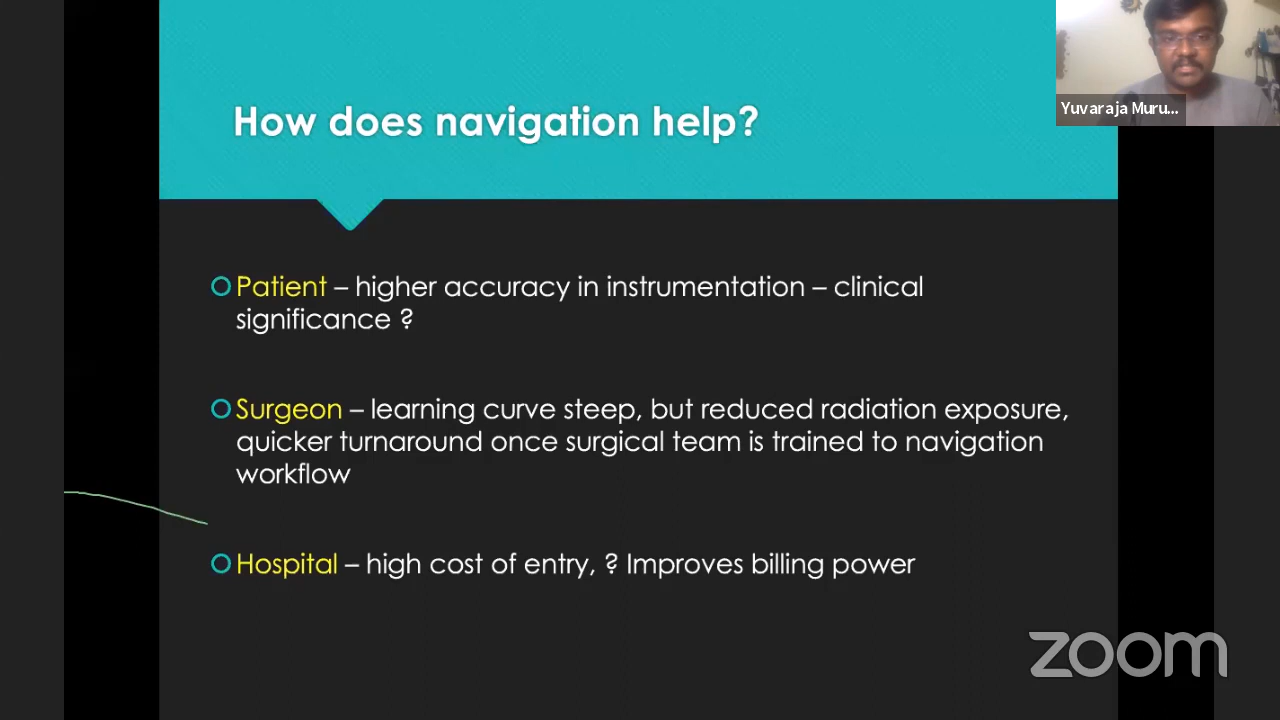 How does navigation help?
Yuvaraja Muru...
Patient – higher accuracy in instrumentation – clinical
significance ?
Surgeon – learning curve steep, but reduced radiation exposure,
quicker turnaround once surgical team is trained to navigation
workflow
Hospital – high cost of entry, ? Improves billing power
zoom